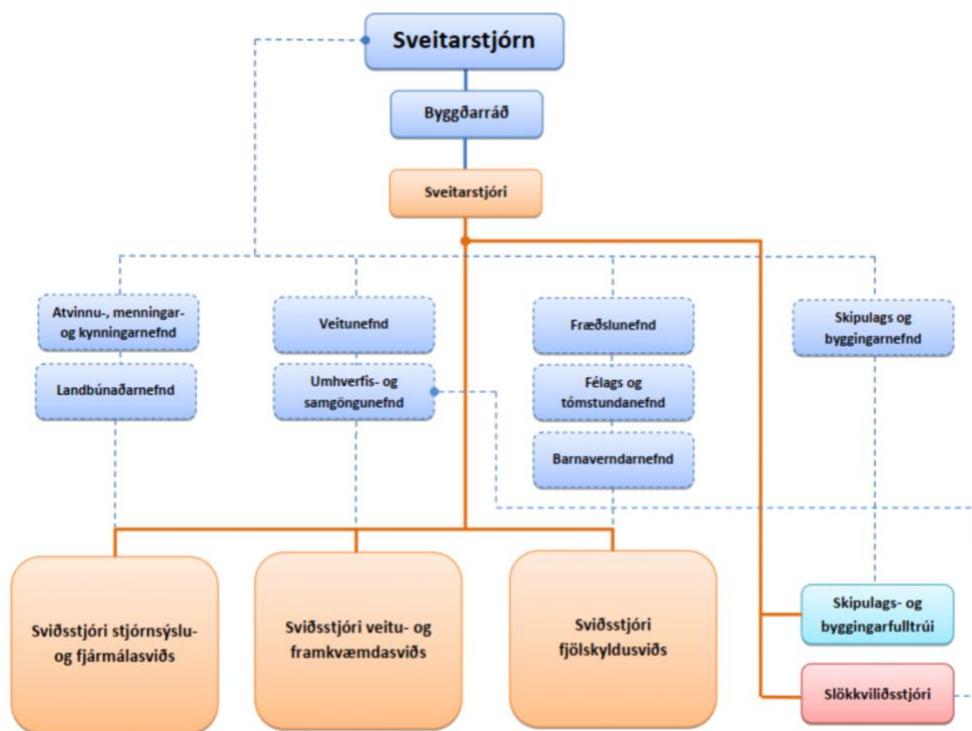 Sveitarstjórn
Byggðarráð
Sveitarstjóri
Atvinnu-, menningar-
og kynningarnefnd
Veitunefnd
Fræðslunefnd
Skipulags og
byggingarnefnd
Landbúnaðarnefnd
Umhverfis- og
samgöngunefnd
Félags og
tómstundanefnd
Barnaverndarnefnd
Sviðsstjóri stjórnsýslu-
og fjármálasviðs
Sviðsstjóri veitu- og
framkvæmdasviðs
Sviðsstjóri
fjölskyldusviðs
Skipulags- og
byggingarfulltrúi
Slökkviliðsstjóri